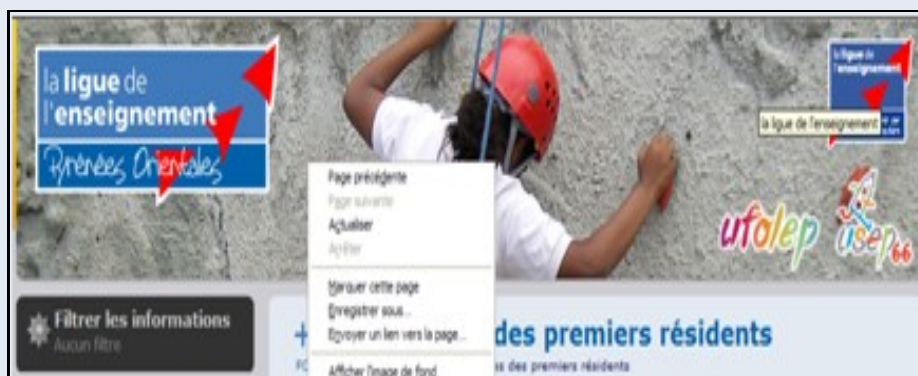 la ligue de
l'enseignement
Pyrénées Orientales
la ligue de
l'enseignement
la ligue de l'enseignement
ufolep
usep 66
Page précédente
Page suivante
Actualiser
Arrêter
Marquer cette page
Enregistrer sous...
Envoyer un lien vers la page...
Afficher l'image de fond
Filtrer les informations
Aucun filtre
+
des premiers résidents
des premiers résidents